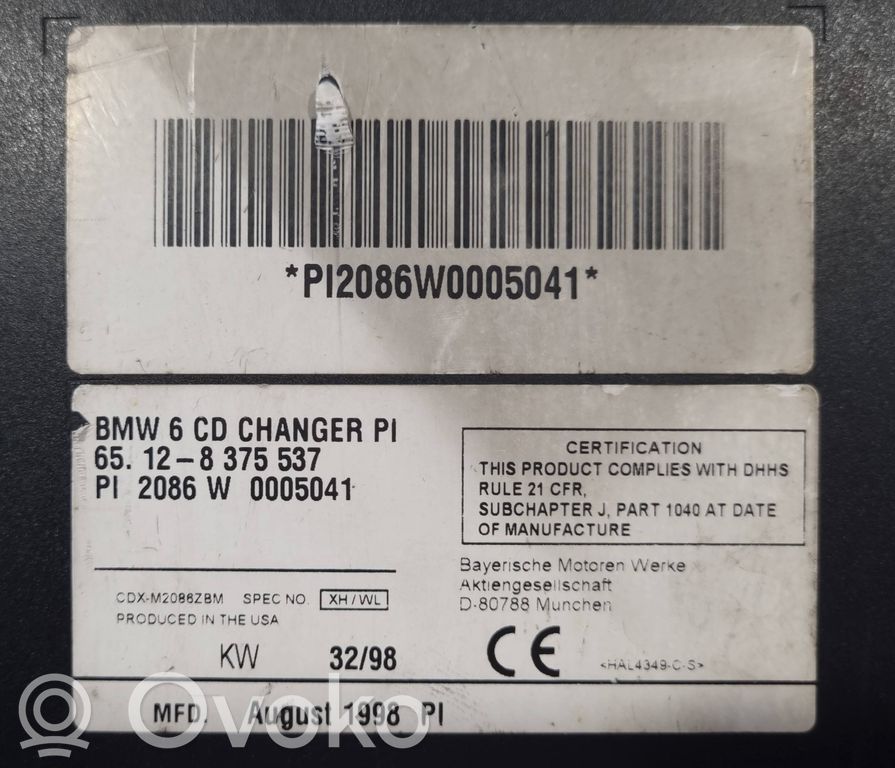 *PI2086W0005041*
BMW 6 CD CHANGER PI
65. 12-8 375 537
PI 2086 W 0005041
CDX-M2086ZBM SPEC NO. XH/WL
PRODUCED IN THE USA
KW 32/98
CERTIFICATION
THIS PRODUCT COMPLIES WITH DHHS
RULE 21 CFR,
SUBCHAPTER J, PART 1040 AT DATE
OF MANUFACTURE
Bayerische Motoren Werke
Aktiengesellschaft
D-80788 Munchen
CE
<HAL4349-C-S>
MFD. August 1998 PI
Ovoko